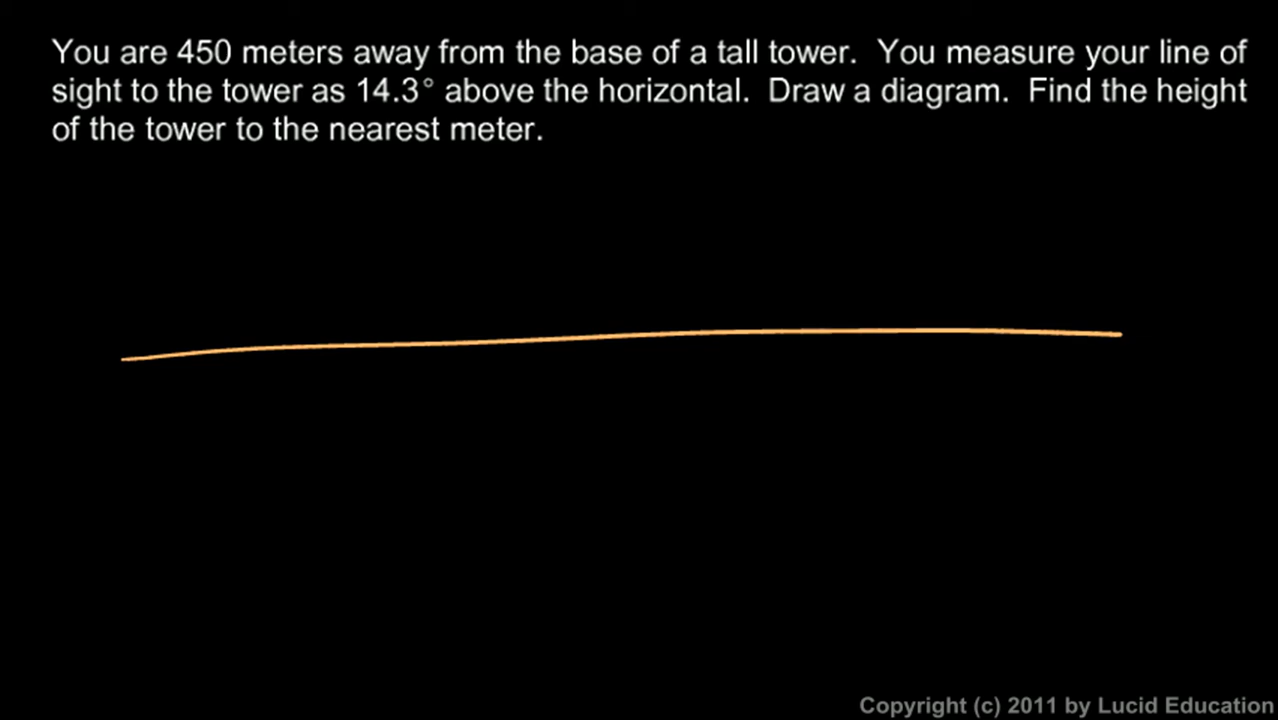 You are 450 meters away from the base of a tall tower.  You measure your line of
sight to the tower as 14.3° above the horizontal.  Draw a diagram.  Find the height
of the tower to the nearest meter.
Copyright (c) 2011 by Lucid Education